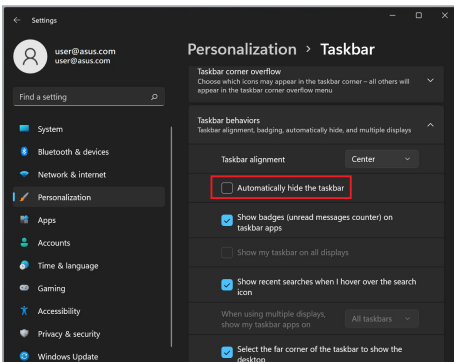 Settings
user@asus.com
user@asus.com
Personalization > Taskbar
Find a setting
System
Bluetooth & devices
Network & internet
Personalization
Apps
Accounts
Time & language
Gaming
Accessibility
Privacy & security
Windows Update
Taskbar corner overflow
Choose which icons may appear in the taskbar corner – all others will
appear in the taskbar corner overflow menu
Taskbar behaviors
Taskbar alignment, badging, automatically hide, and multiple displays
Taskbar alignment
Center
Automatically hide the taskbar
Show badges (unread messages counter) on
taskbar apps
Show my taskbar on all displays
Show recent searches when I hover over the search
icon
When using multiple displays,
show my taskbar apps on
All taskbars
Select the far corner of the taskbar to show the
desktop